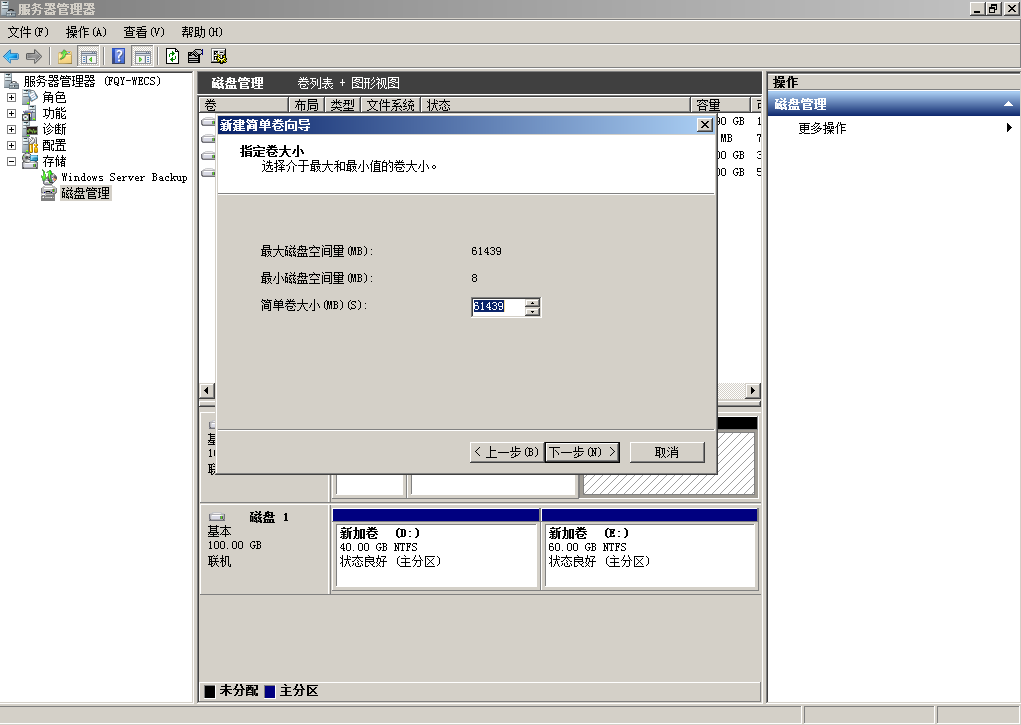 服务器管理器
文件(F) 操作(A) 查看(V) 帮助(H)
服务器管理器 (FQY-WECS)
角色
功能
诊断
配置
存储
Windows Server Backup
磁盘管理
磁盘管理 卷列表 + 图形视图
卷 布局 类型 文件系统 状态 容量
新建简单卷向导
指定卷大小
选择介于最大和最小值的卷大小。
最大磁盘空间量(MB): 61439
最小磁盘空间量(MB): 8
简单卷大小(MB)(S): 61439
< 上一步(B) 下一步(N) > 取消
GB 1
MB 7
GB 3
GB 5
磁盘 1
基本
100.00 GB
联机
新加卷 (D:)
40.00 GB NTFS
状态良好 (主分区)
新加卷 (E:)
60.00 GB NTFS
状态良好 (主分区)
未分配 主分区
操作
磁盘管理
更多操作